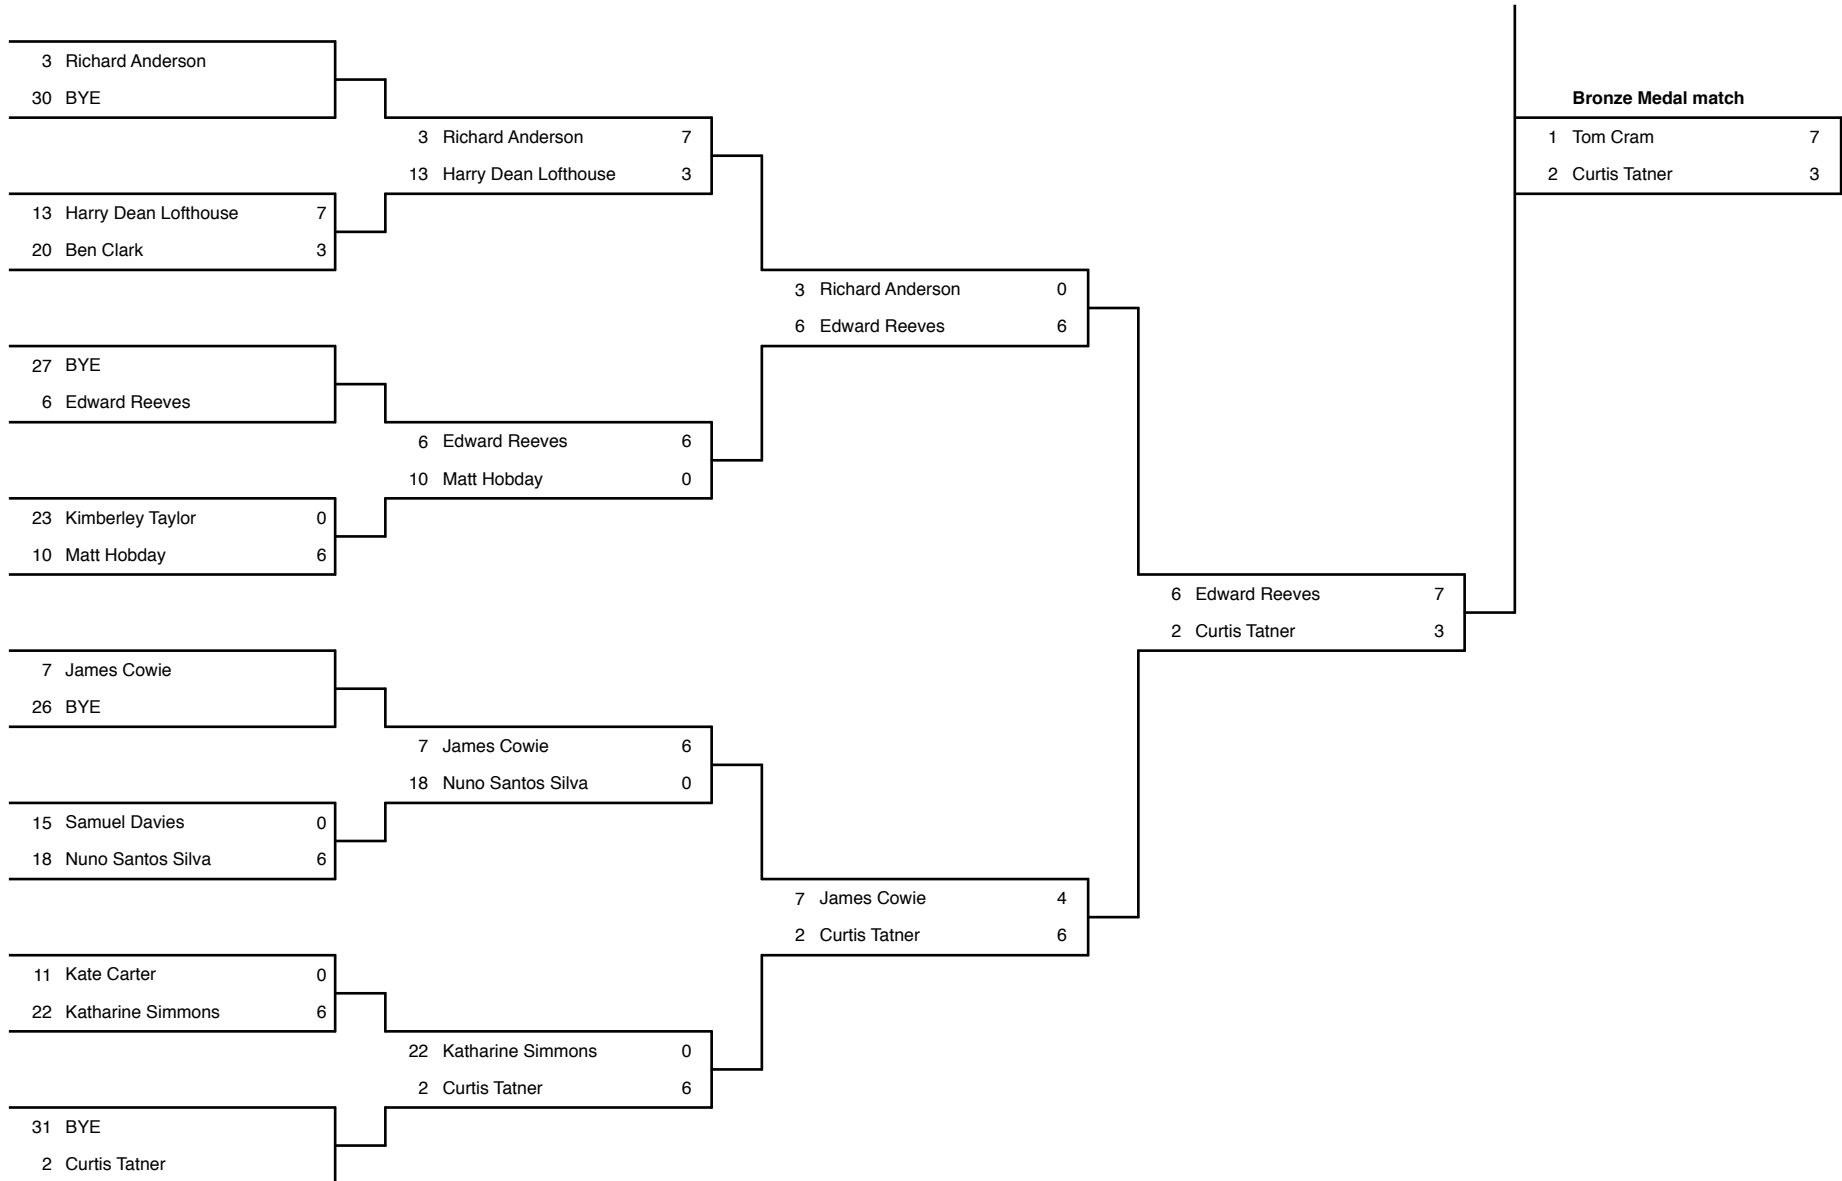 3 Richard Anderson
30 BYE
13 Harry Dean Lofthouse 7
20 Ben Clark 3
27 BYE
6 Edward Reeves
23 Kimberley Taylor 0
10 Matt Hobday 6
7 James Cowie
26 BYE
15 Samuel Davies 0
18 Nuno Santos Silva 6
11 Kate Carter 0
22 Katharine Simmons 6
31 BYE
2 Curtis Tatner
3 Richard Anderson 7
13 Harry Dean Lofthouse 3
6 Edward Reeves 6
10 Matt Hobday 0
7 James Cowie 6
18 Nuno Santos Silva 0
22 Katharine Simmons 0
2 Curtis Tatner 6
3 Richard Anderson 0
6 Edward Reeves 6
7 James Cowie 4
2 Curtis Tatner 6
6 Edward Reeves 7
2 Curtis Tatner 3
Bronze Medal match
1 Tom Cram 7
2 Curtis Tatner 3